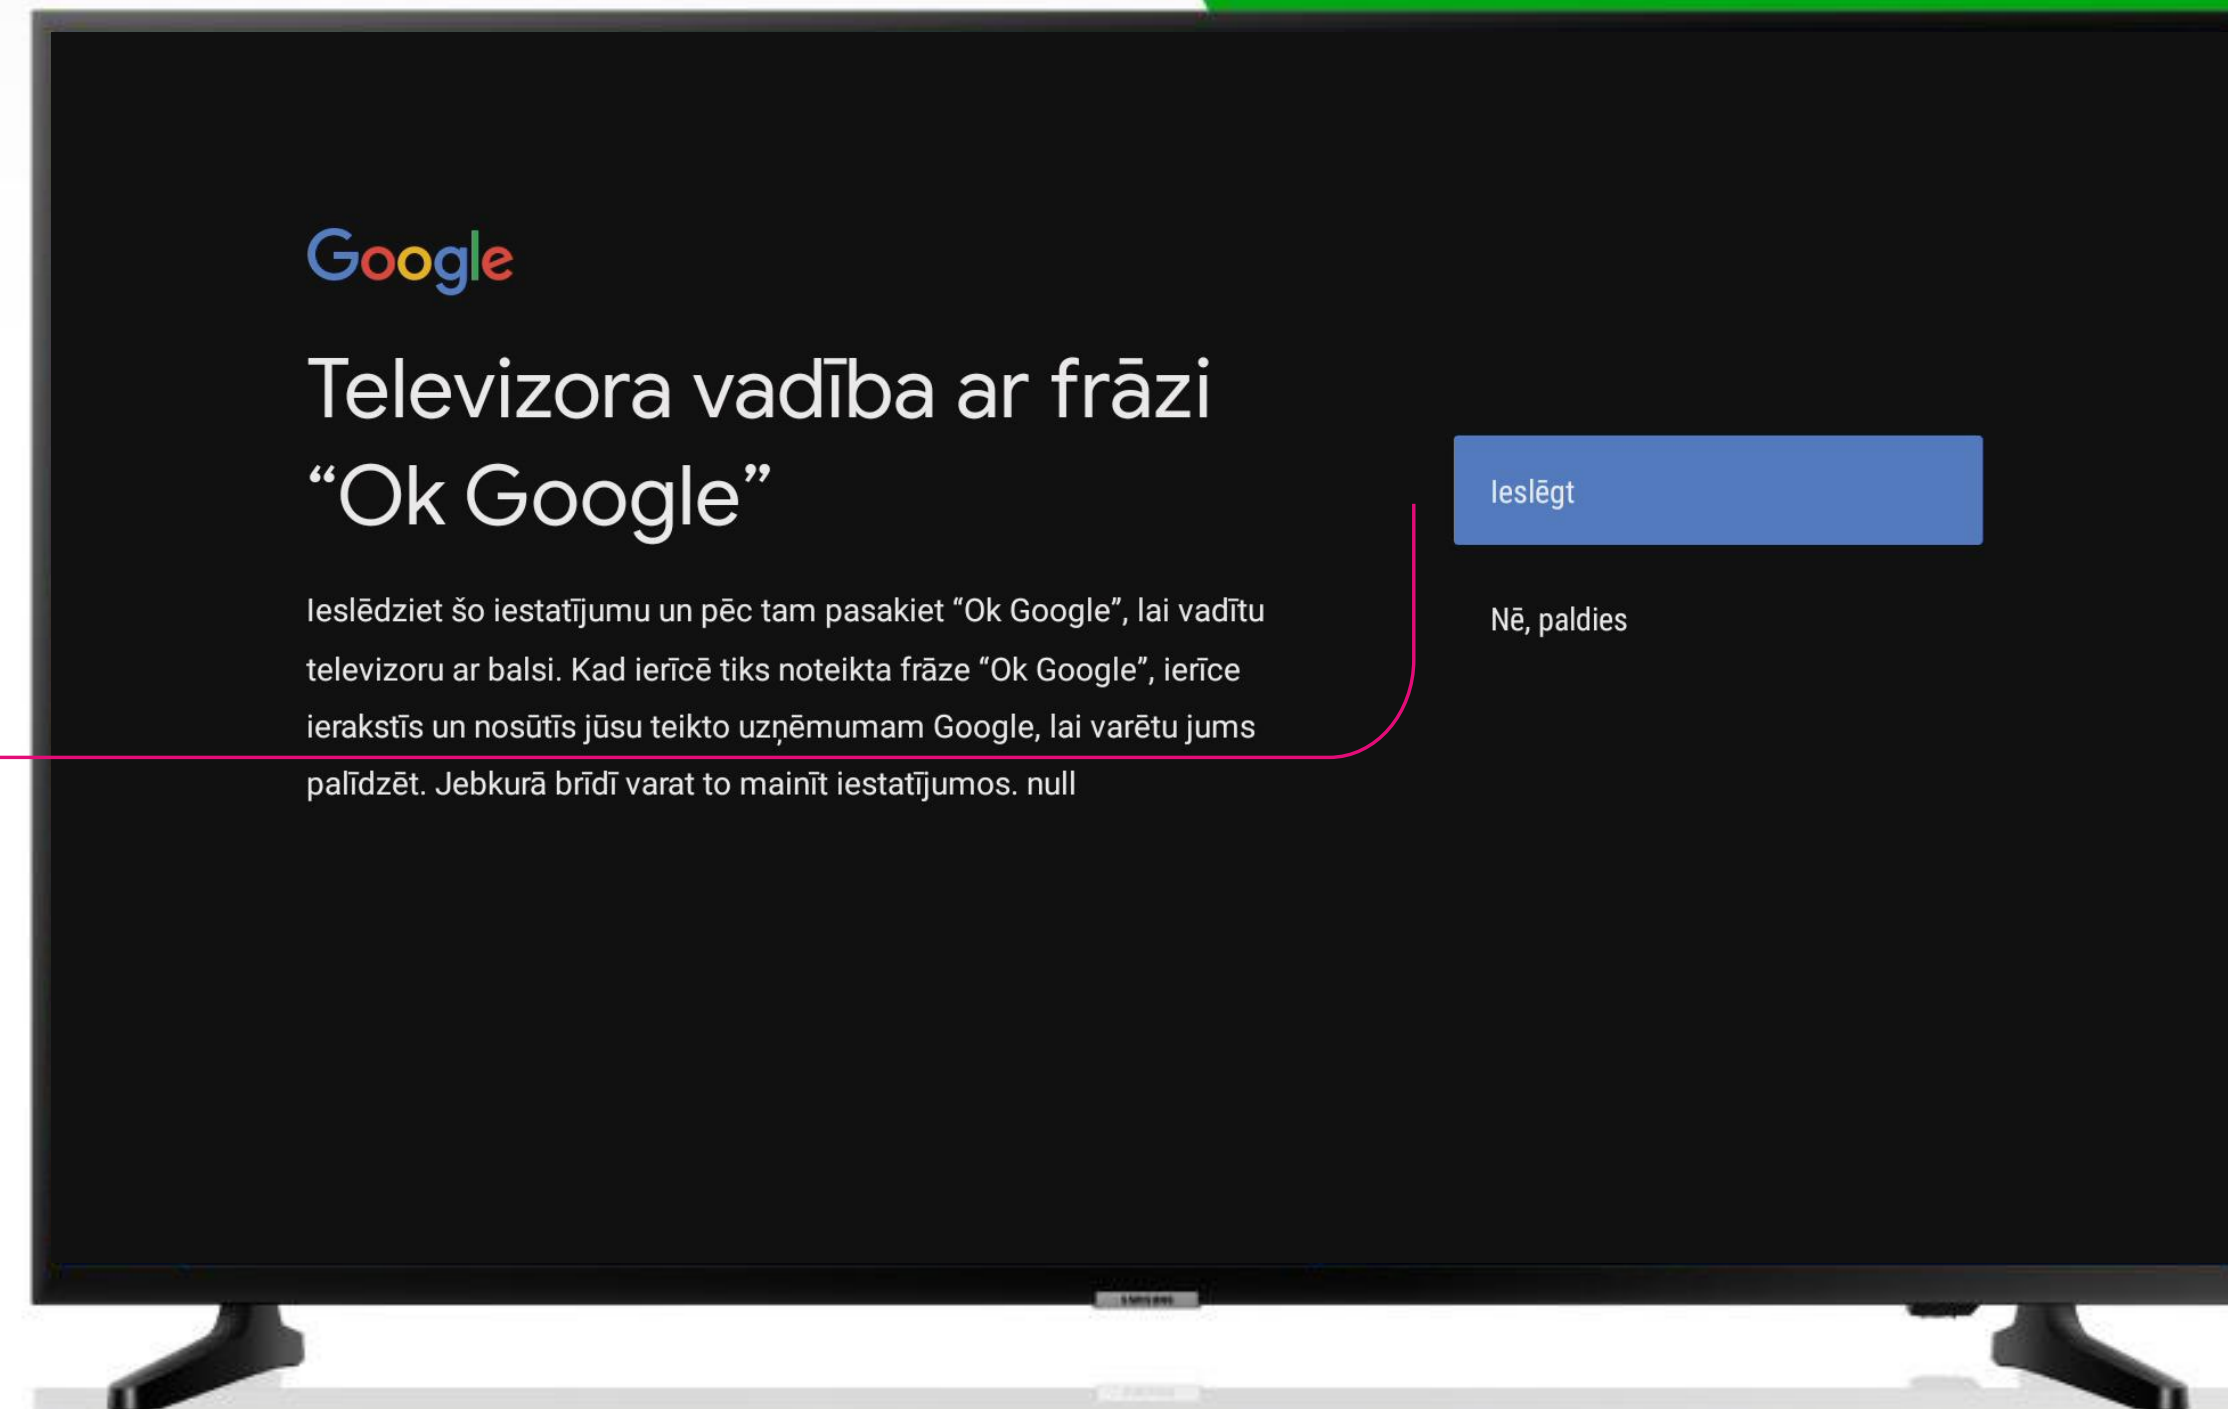 Google
Televizora vadība ar frāzi
“Ok Google”
Ieslēdziet šo iestatījumu un pēc tam pasakiet “Ok Google”, lai vadītu
televizoru ar balsi. Kad ierīcē tiks noteikta frāze “Ok Google”, ierīce
ierakstīs un nosūtīs jūsu teikto uzņēmumam Google, lai varētu jums
palīdzēt. Jebkurā brīdī varat to mainīt iestatījumos. null
Ieslēgt
Nē, paldies
SAMSUNG